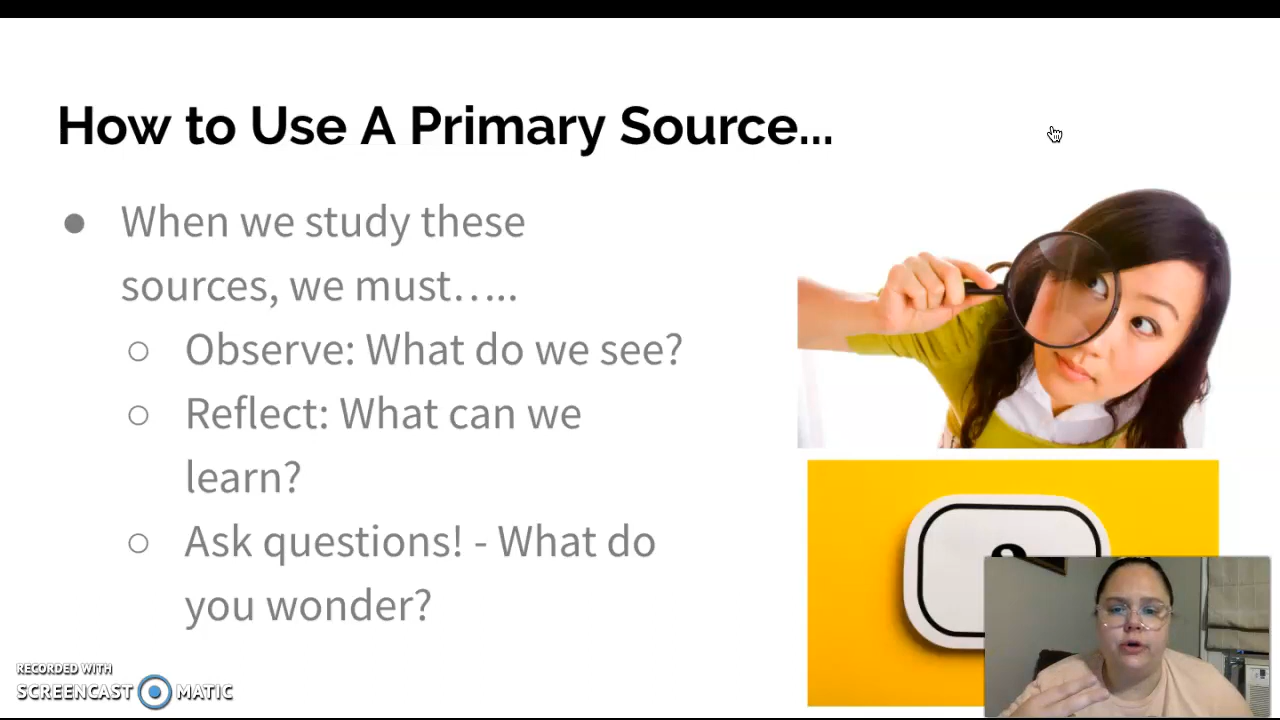 How to Use A Primary Source...
● When we study these
sources, we must.....
○ Observe: What do we see?
○ Reflect: What can we
learn?
○ Ask questions! - What do
you wonder?
RECORDED WITH
SCREENCAST MATIC